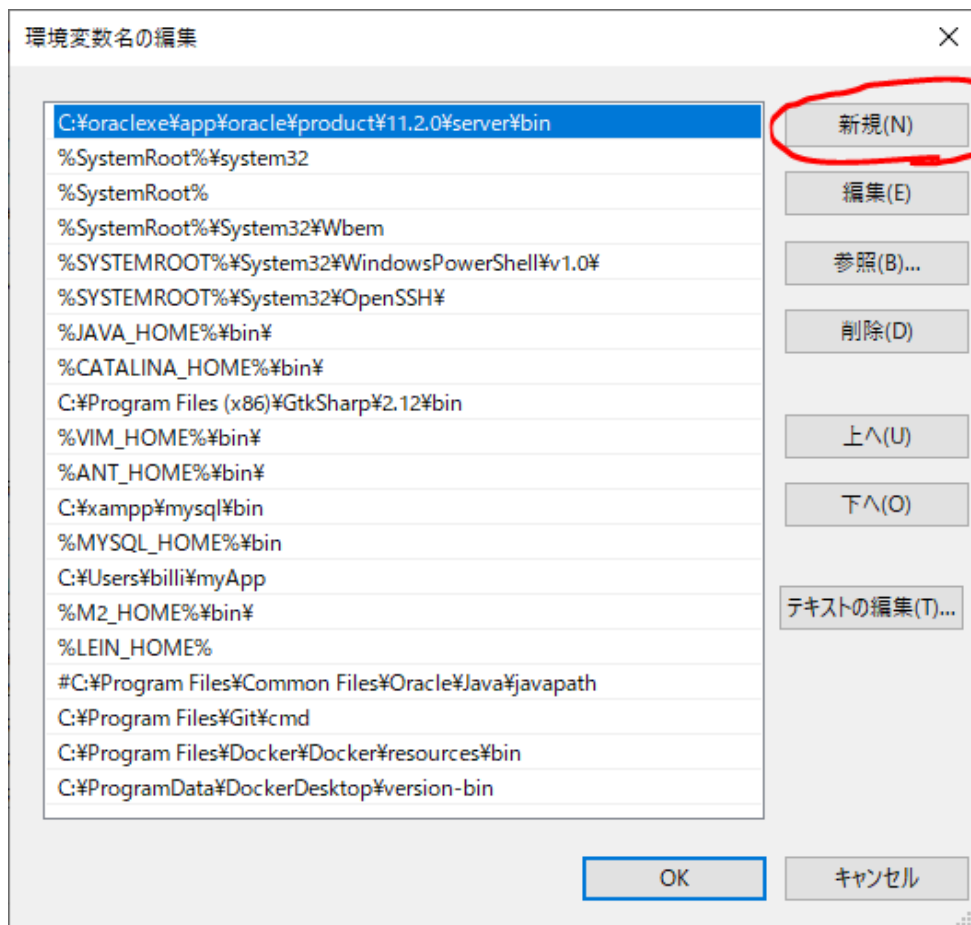 環境変数名の編集
C:¥oraclexe¥app¥oracle¥product¥11.2.0¥server¥bin
%SystemRoot%¥system32
%SystemRoot%
%SystemRoot%¥System32¥Wbem
%SYSTEMROOT%¥System32¥WindowsPowerShell¥v1.0¥
%SYSTEMROOT%¥System32¥OpenSSH¥
%JAVA_HOME%¥bin¥
%CATALINA_HOME%¥bin¥
C:¥Program Files (x86)¥GtkSharp¥2.12¥bin
%VIM_HOME%¥bin¥
%ANT_HOME%¥bin¥
C:¥xampp¥mysql¥bin
%MYSQL_HOME%¥bin
C:¥Users¥billi¥myApp
%M2_HOME%¥bin¥
%LEIN_HOME%
#C:¥Program Files¥Common Files¥Oracle¥Java¥javapath
C:¥Program Files¥Git¥cmd
C:¥Program Files¥Docker¥Docker¥resources¥bin
C:¥ProgramData¥DockerDesktop¥version-bin
新規(N)
編集(E)
参照(B)...
削除(D)
上へ(U)
下へ(O)
テキストの編集(T)...
OK
キャンセル